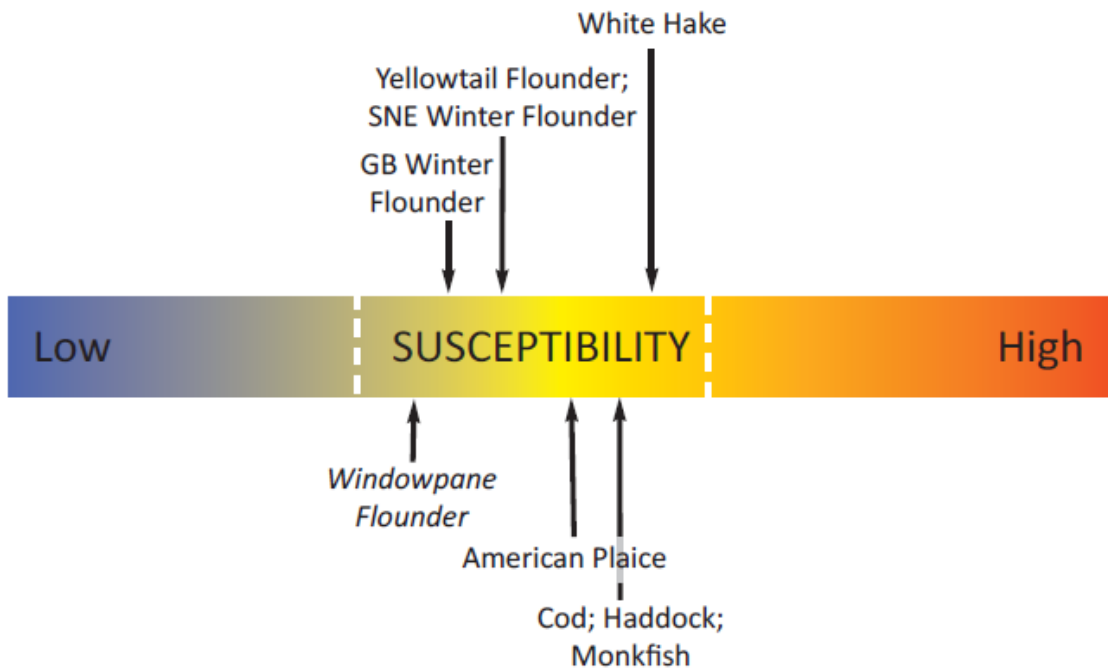 White Hake
Yellowtail Flounder;
SNE Winter Flounder
GB Winter
Flounder
Low
SUSCEPTIBILITY
High
Windowpane
Flounder
American Plaice
Cod; Haddock;
Monkfish